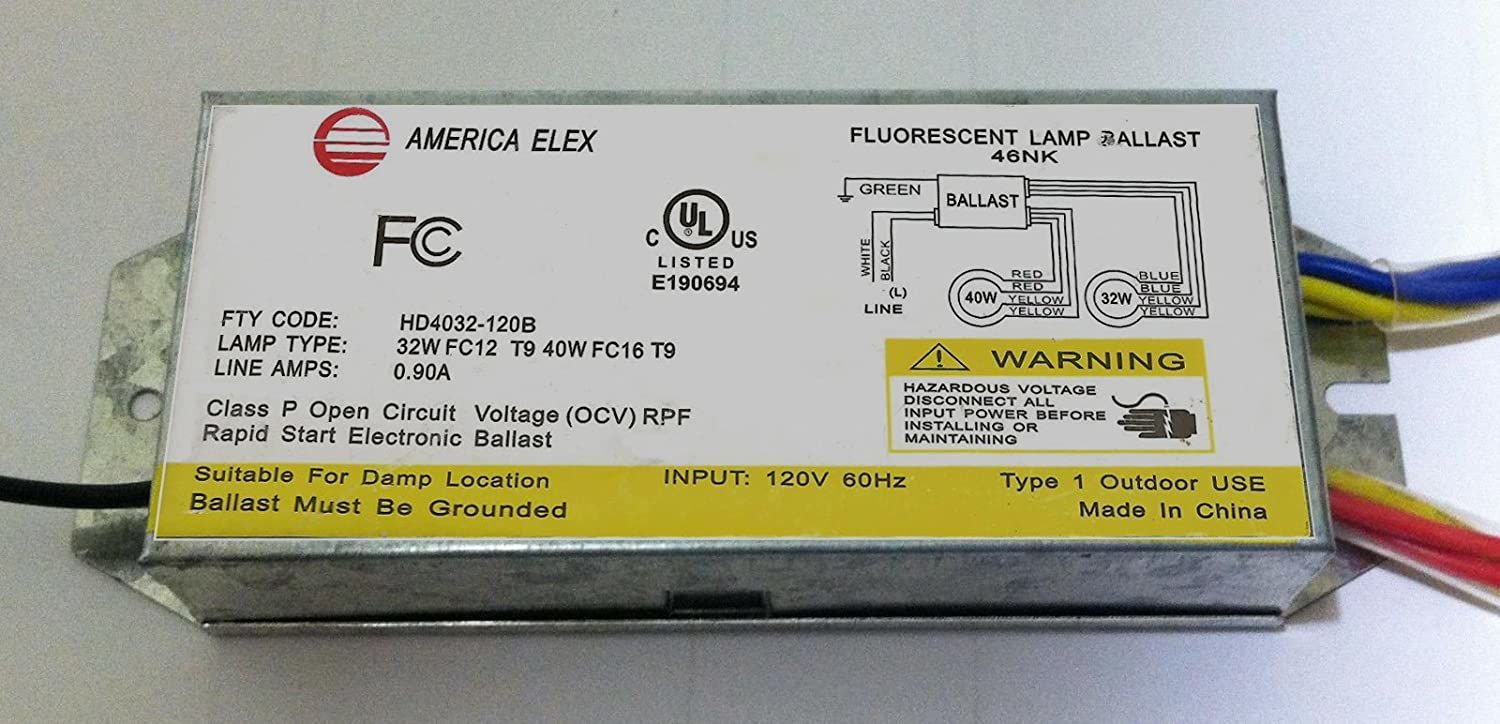 AMERICA ELEX
FC
C UL US
®
LISTED
E190694
FTY CODE: HD4032-120B
LAMP TYPE: 32W FC12 T9 40W FC16 T9
LINE AMPS: 0.90A
Class P Open Circuit Voltage (OCV) RPF
Rapid Start Electronic Ballast
FLUORESCENT LAMP BALLAST
46NK
GREEN
BALLAST
WHITE
BLACK
(L)
LINE
40W
RED
RED
YELLOW
YELLOW
32W
BLUE
BLUE
YELLOW
YELLOW
WARNING
HAZARDOUS VOLTAGE
DISCONNECT ALL
INPUT POWER BEFORE
INSTALLING OR
MAINTAINING
Suitable For Damp Location INPUT: 120V 60Hz Type 1 Outdoor USE
Ballast Must Be Grounded Made In China